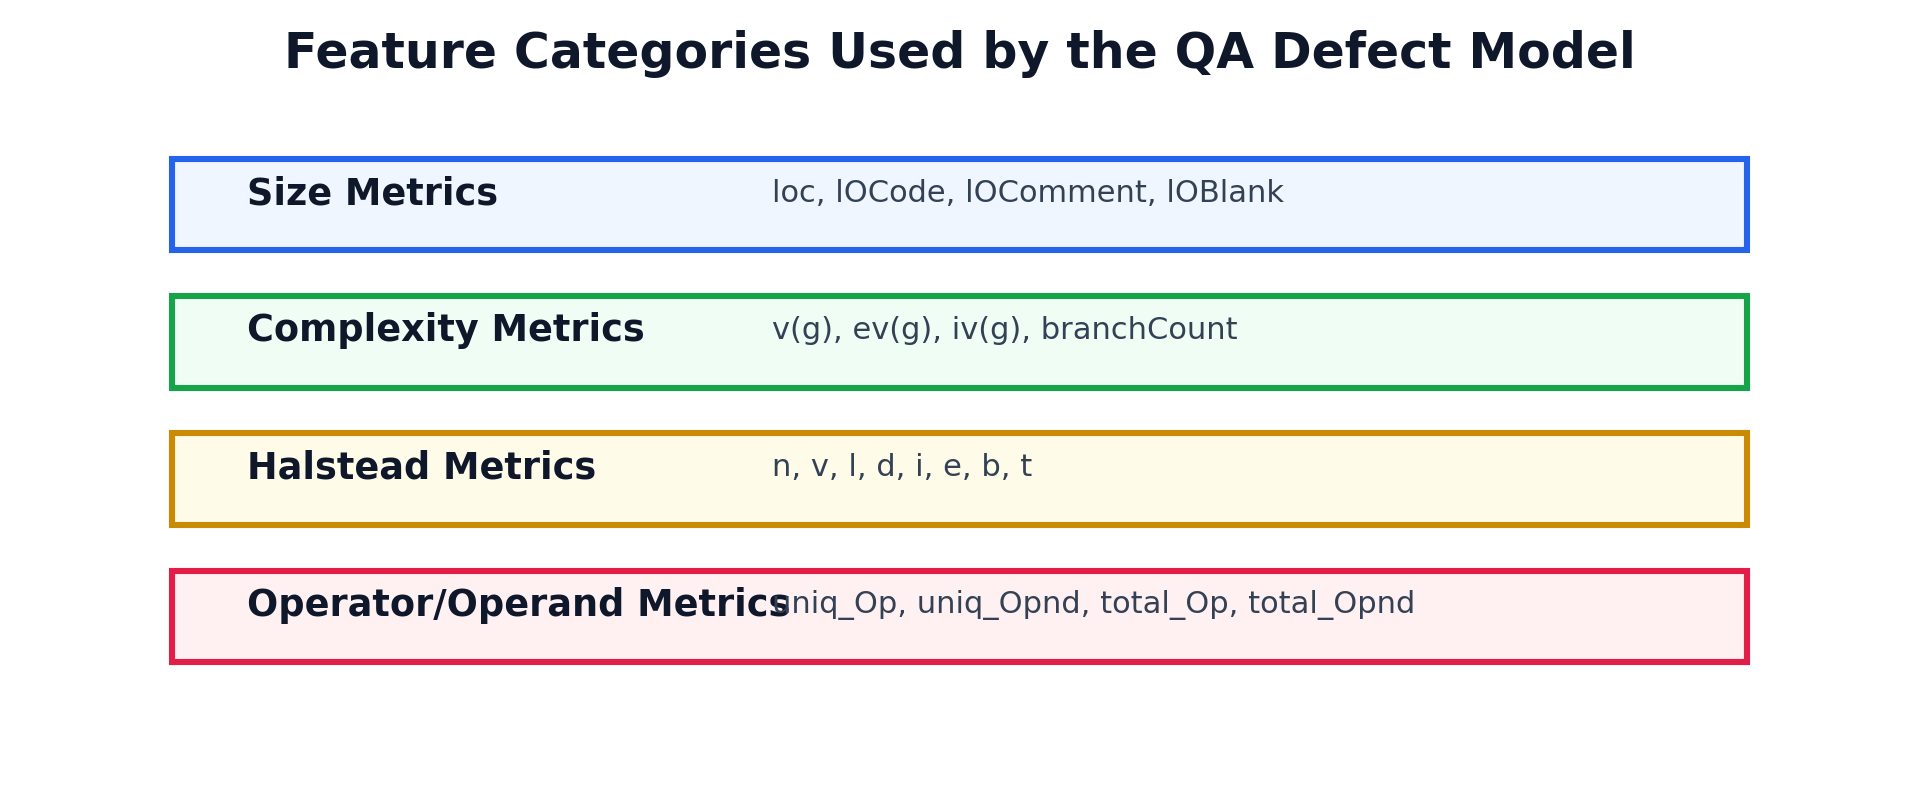 Feature Categories Used by the QA Defect Model
Size Metrics loc, lOCode, lOComment, lOBlank
Complexity Metrics v(g), ev(g), iv(g), branchCount
Halstead Metrics n, v, l, d, i, e, b, t
Operator/Operand Metrics uniq_Op, uniq_Opnd, total_Op, total_Opnd